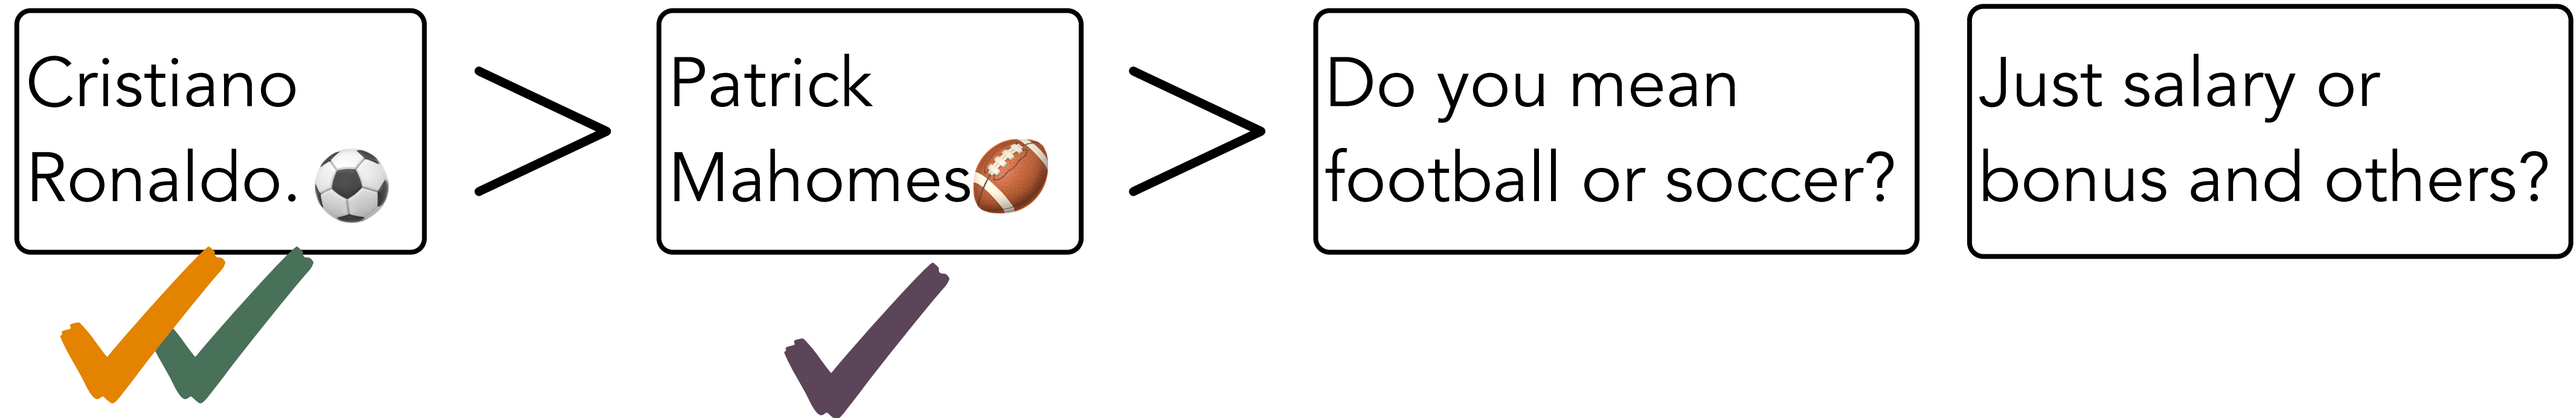 Cristiano
Ronaldo.
Patrick
Mahomes
Do you mean
football or soccer?
Just salary or
bonus and others?